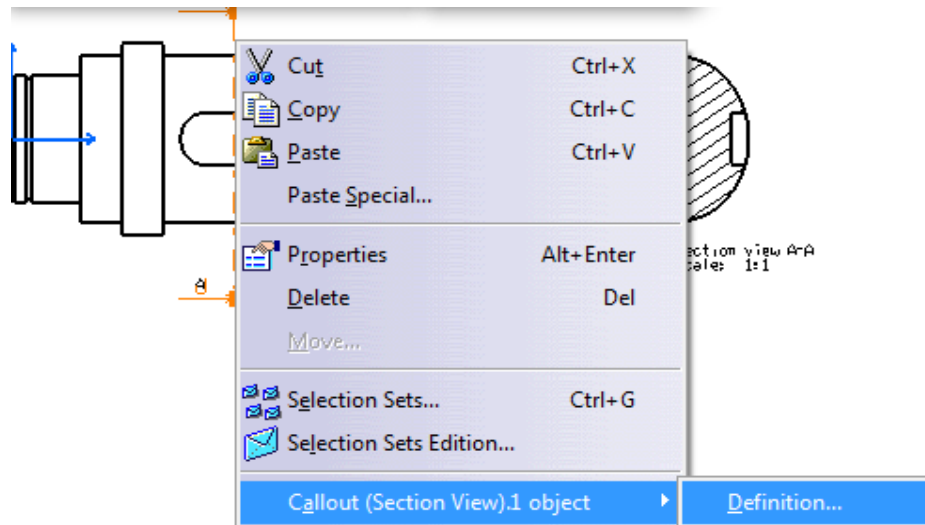 Cut Ctrl+X
Copy Ctrl+C
Paste Ctrl+V
Paste Special...
Properties Alt+Enter
ection view A-A
cale: 1:1
A
Delete Del
Move...
Selection Sets... Ctrl+G
Selection Sets Edition...
Callout (Section View).1 object Definition...